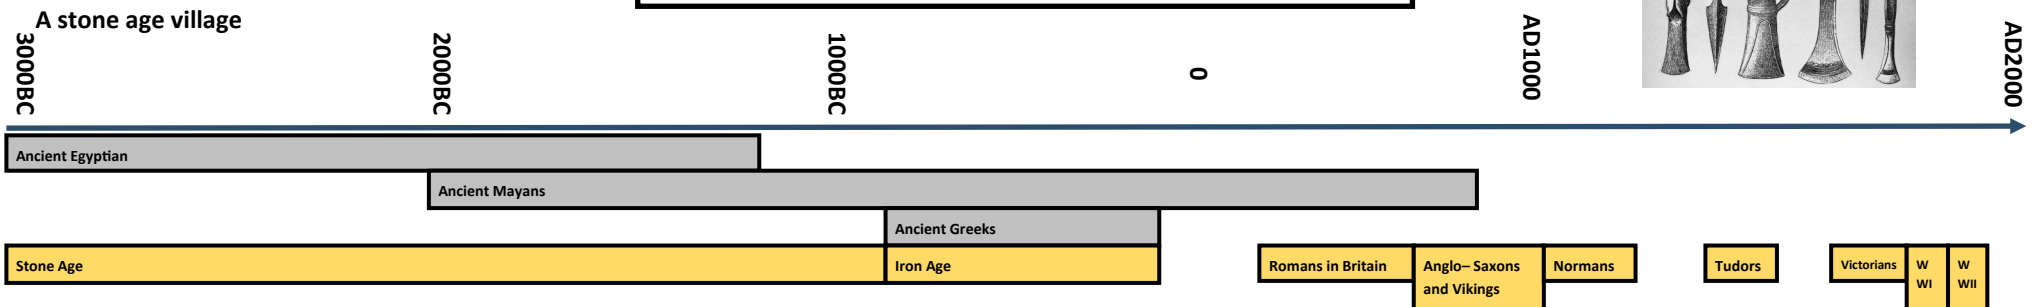 A stone age village
3000BC
2000BC
1000BC
0
AD1000
AD2000
Ancient Egyptian
Ancient Mayans
Ancient Greeks
Stone Age
Iron Age
Romans in Britain
Anglo– Saxons
and Vikings
Normans
Tudors
Victorians
W
WI
W
WII